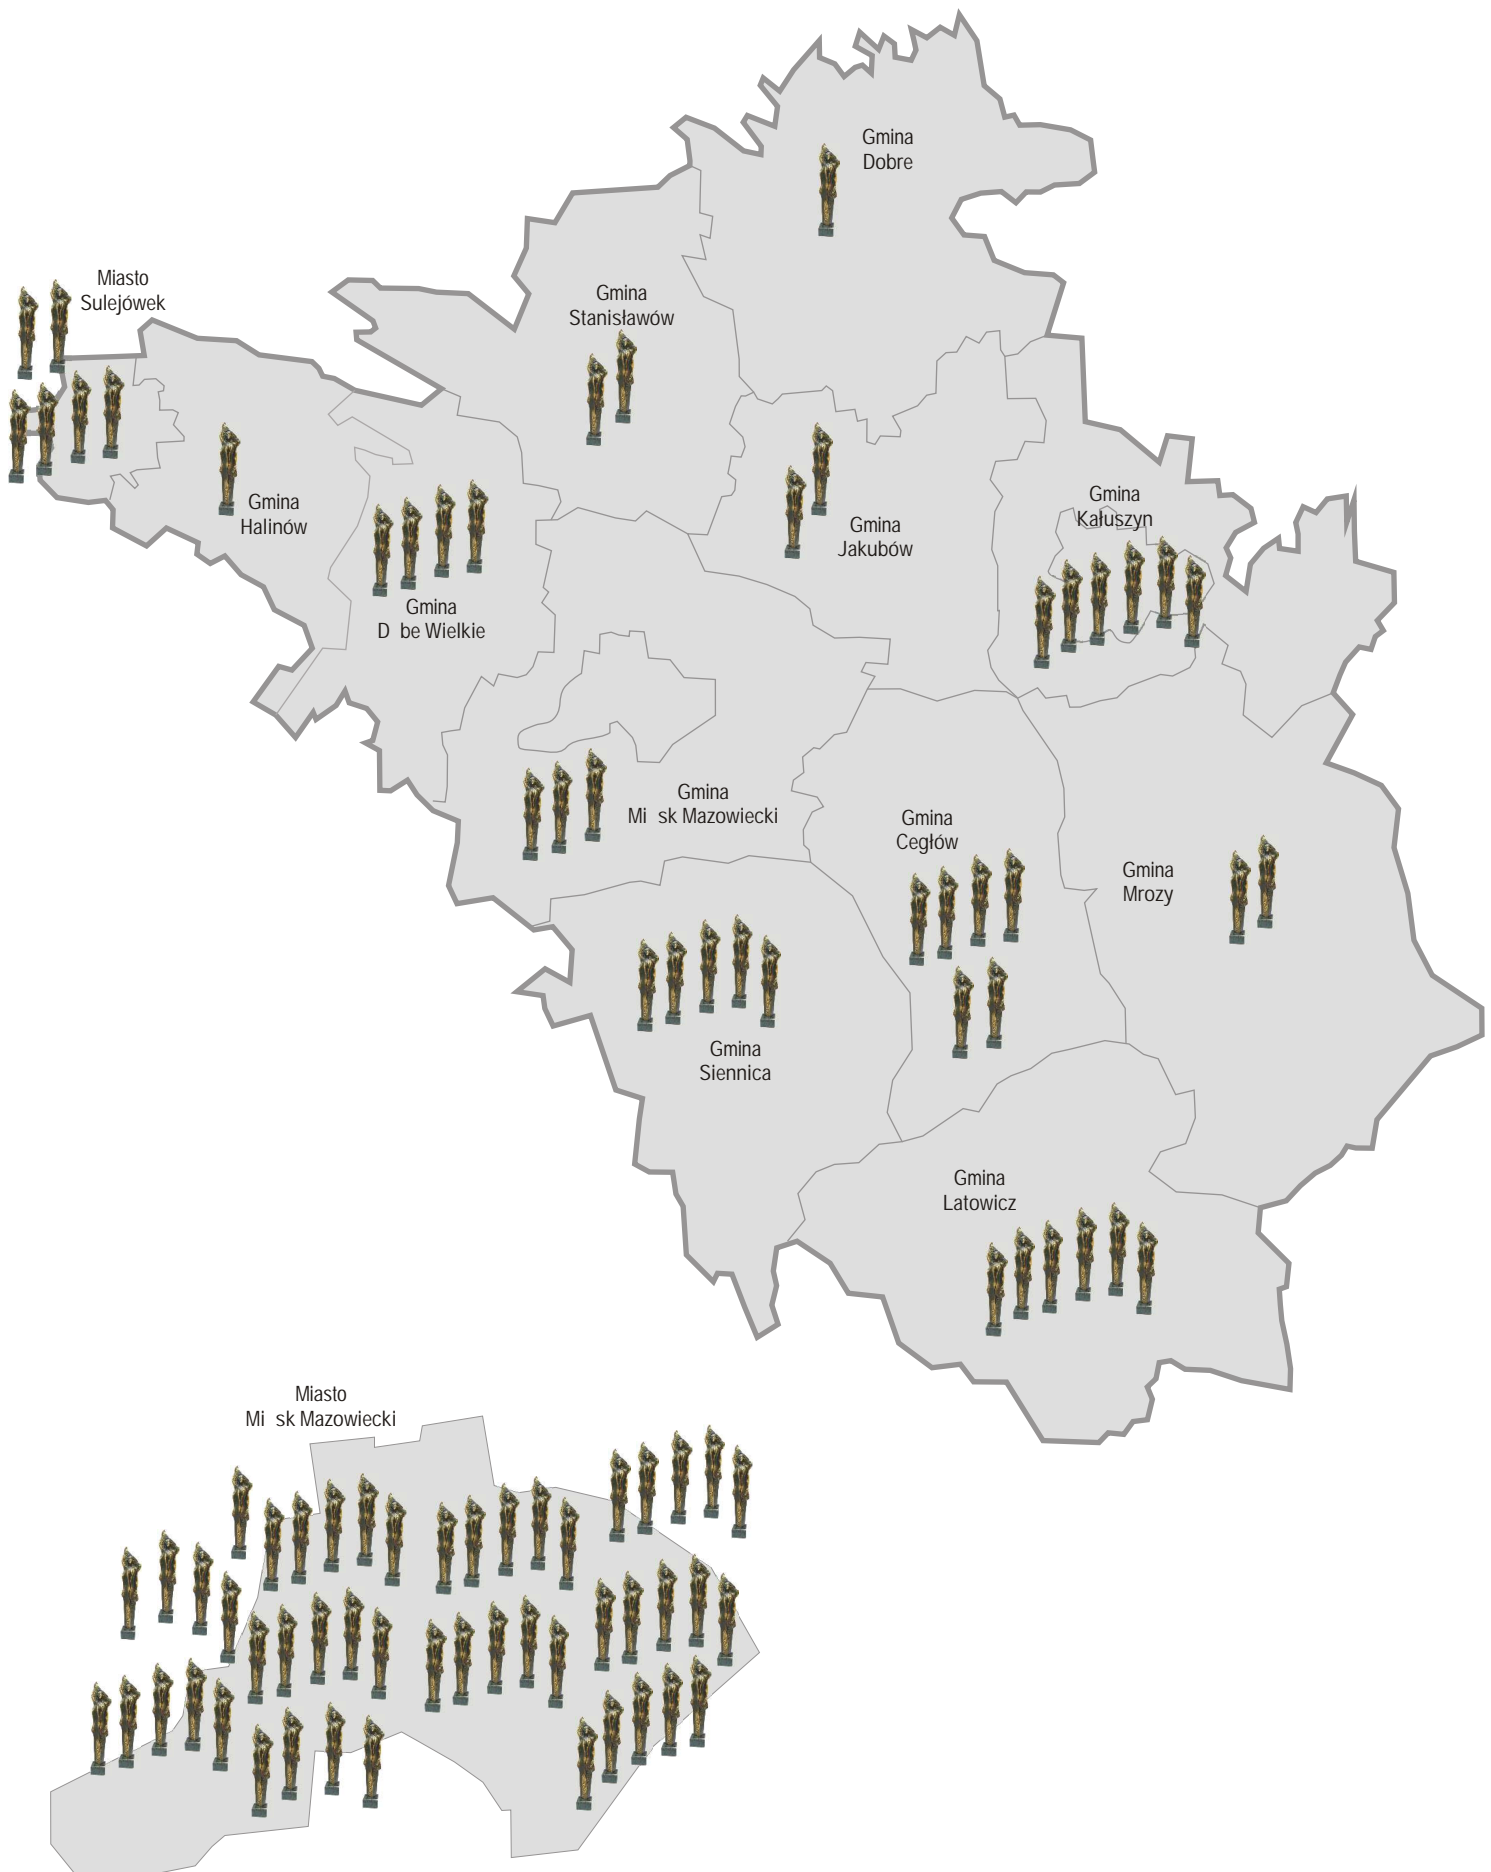 Gmina
Dobre
Miasto
Sulejówek
Gmina
Stanisławów
Gmina
Halinów
Gmina
Jakubów
Gmina
Kałuszyn
Gmina
D be Wielkie
Gmina
Mi sk Mazowiecki
Gmina
Cegłów
Gmina
Mrozy
Gmina
Siennica
Gmina
Latowicz
Miasto
Mi sk Mazowiecki